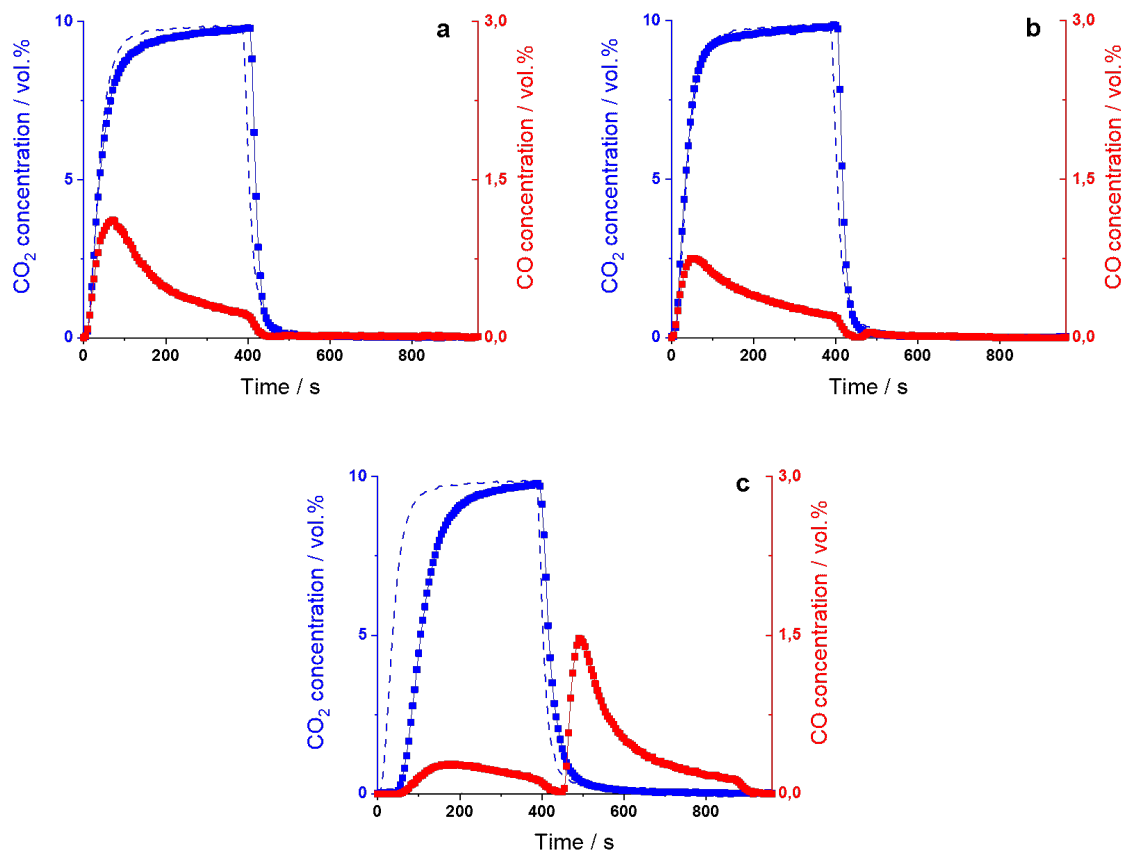 a
10
5
0
CO2 concentration / vol.%
3,0
1,5
0,0
CO concentration / vol.%
0 200 400 600 800
Time / s
b
10
5
0
CO2 concentration / vol.%
3,0
1,5
0,0
CO concentration / vol.%
0 200 400 600 800
Time / s
c
10
5
0
CO2 concentration / vol.%
3,0
1,5
0,0
CO concentration / vol.%
0 200 400 600 800
Time / s